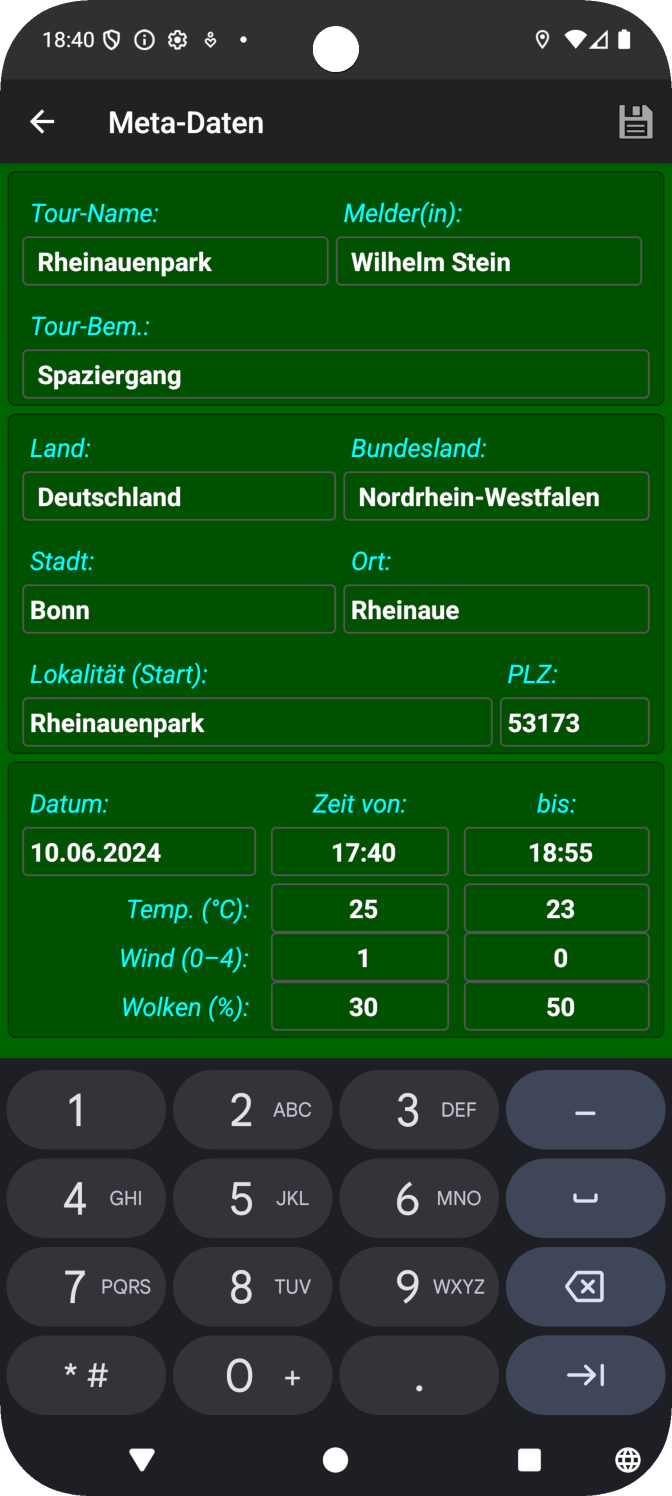 18:40
Meta-Daten
Tour-Name: Melder(in):
Rheinauenpark Wilhelm Stein
Tour-Bem.:
Spaziergang
Land: Bundesland:
Deutschland Nordrhein-Westfalen
Stadt: Ort:
Bonn Rheinaue
Lokalität (Start): PLZ:
Rheinauenpark 53173
Datum: Zeit von: bis:
10.06.2024 17:40 18:55
Temp. (°C): 25 23
Wind (0–4): 1 0
Wolken (%): 30 50
1 2 ABC 3 DEF –
4 GHI 5 JKL 6 MNO
7 PQRS 8 TUV 9 WXYZ
* # 0 + .